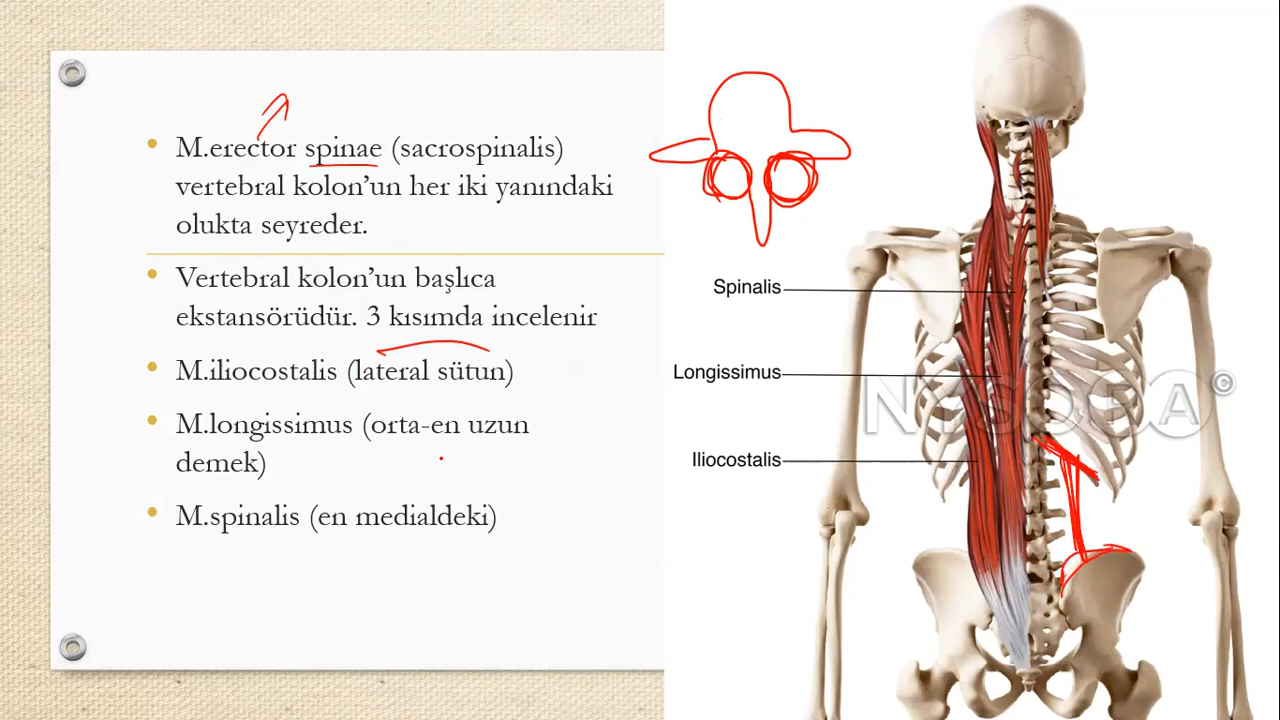 M.erector spinae (sacrospinalis)
vertebral kolon’un her iki yanındaki
olukta seyreder.
Vertebral kolon’un başlıca
ekstansörüdür. 3 kısımda incelenir
M.iliocostalis (lateral sütun)
M.longissimus (orta-en uzun
demek)
M.spinalis (en medialdeki)
Spinalis
Longissimus
Iliocostalis
NYSORA©